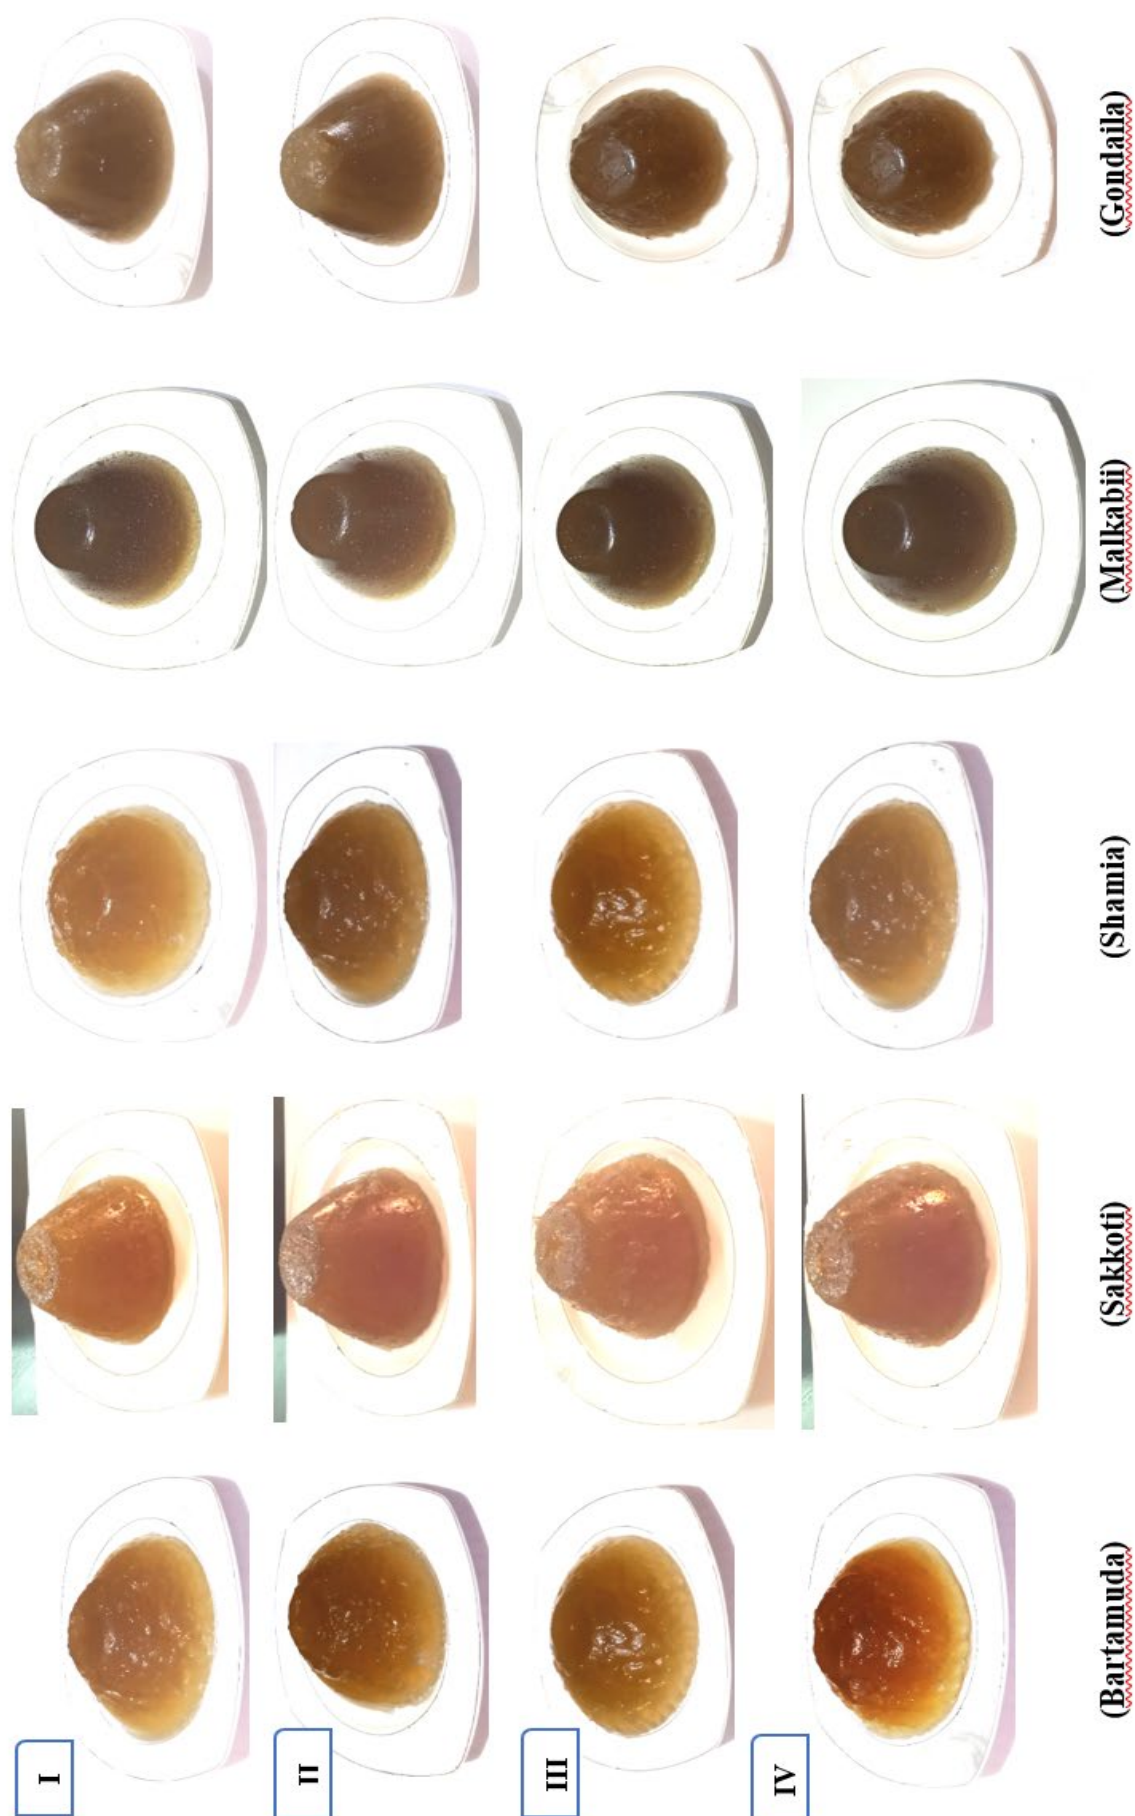 I
II
III
IV
(Bartamuda)
(Sakkoti)
(Shamia)
(Malkabii)
(Gondaila)